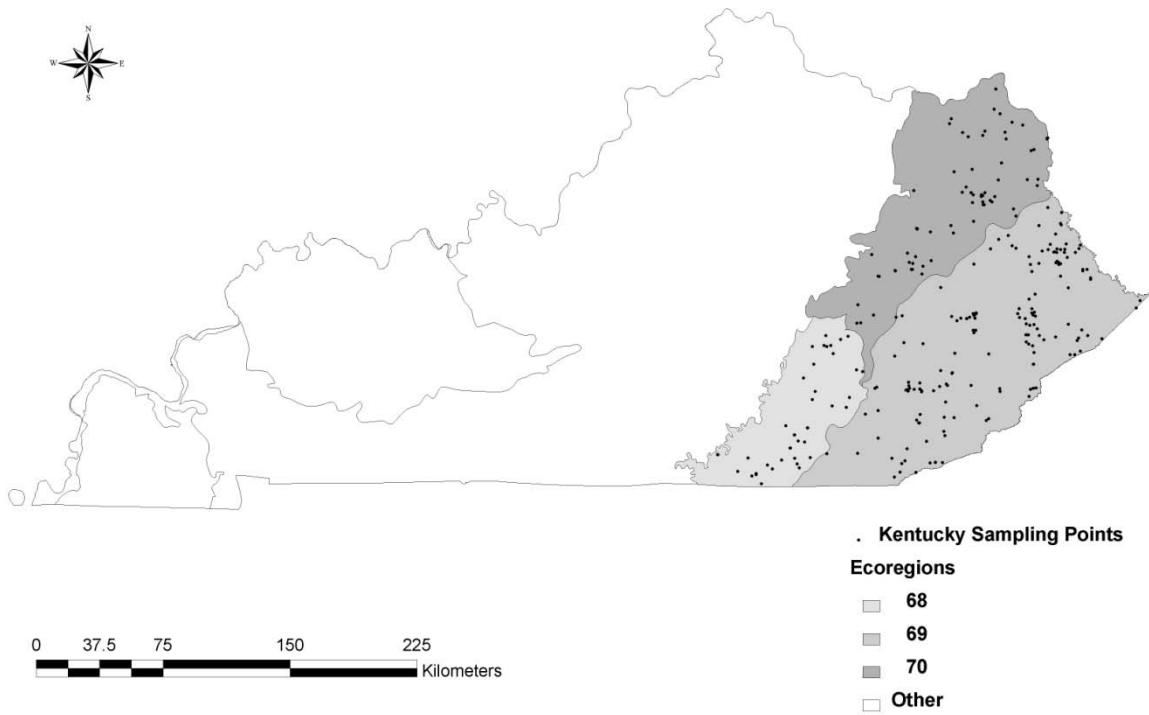 N
W E
S
. Kentucky Sampling Points
Ecoregions
68
69
70
Other
0 37.5 75 150 225
Kilometers